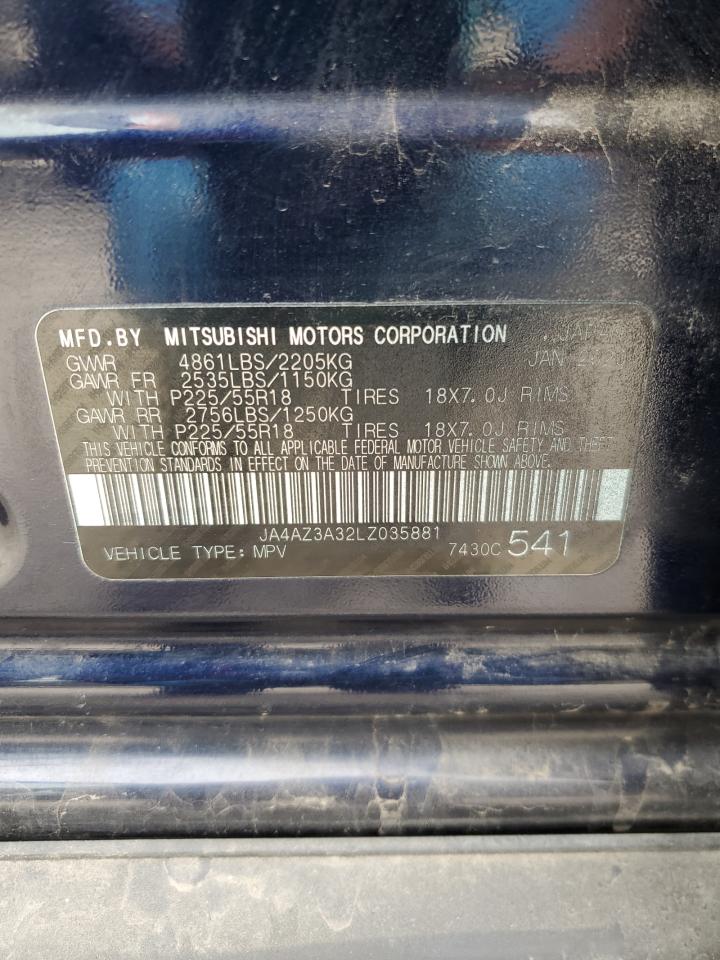 MFD.BY MITSUBISHI MOTORS CORPORATION
GVWR 4861LBS/2205KG JAN
GAWR FR 2535LBS/1150KG
WITH P225/55R18 TIRES 18X7.0J RIMS
GAWR RR 2756LBS/1250KG
WITH P225/55R18 TIRES 18X7.0J RIMS
THIS VEHICLE CONFORMS TO ALL APPLICABLE FEDERAL MOTOR VEHICLE SAFETY AND THEFT
PREVENTION STANDARDS IN EFFECT ON THE DATE OF MANUFACTURE SHOWN ABOVE.
JA4AZ3A32LZ035881
VEHICLE TYPE: MPV 7430C 541